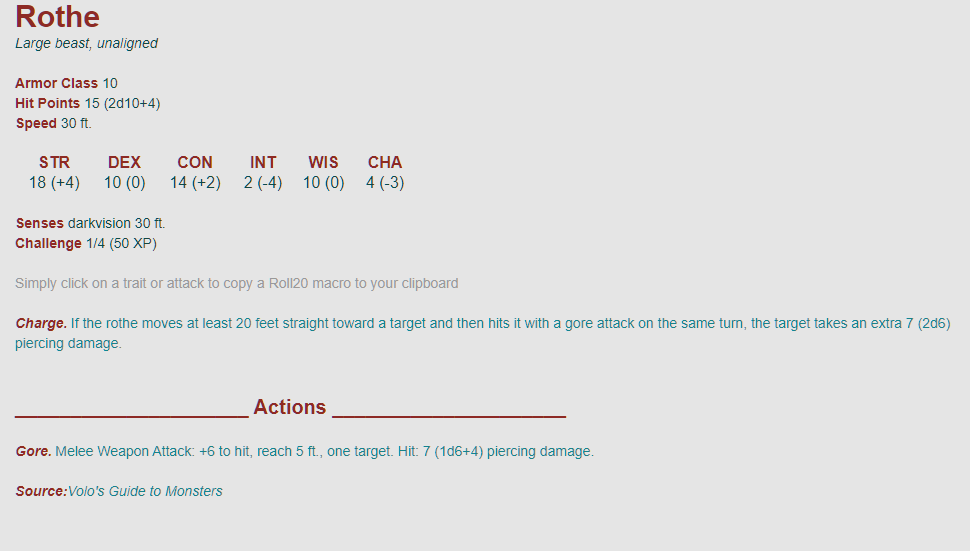 Rothe
Large beast, unaligned
Armor Class 10
Hit Points 15 (2d10+4)
Speed 30 ft.
STR DEX CON INT WIS CHA
18 (+4) 10 (0) 14 (+2) 2 (-4) 10 (0) 4 (-3)
Senses darkvision 30 ft.
Challenge 1/4 (50 XP)
Simply click on a trait or attack to copy a Roll20 macro to your clipboard
Charge. If the rothe moves at least 20 feet straight toward a target and then hits it with a gore attack on the same turn, the target takes an extra 7 (2d6)
piercing damage.
_____________________ Actions _____________________
Gore. Melee Weapon Attack: +6 to hit, reach 5 ft., one target. Hit: 7 (1d6+4) piercing damage.
Source:Volo's Guide to Monsters